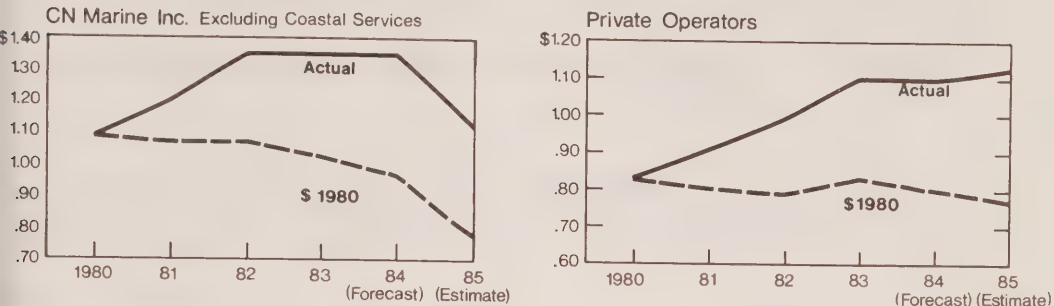 CN Marine Inc. Excluding Coastal Services
$1.40
1.30
1.20
1.10
1.00
.90
.80
.70
Actual
$ 1980
1980 81 82 83 84 85
(Forecast) (Estimate)
Private Operators
$1.20
1.10
1.00
.90
.80
.70
.60
Actual
$1980
1980 81 82 83 84 85
(Forecast) (Estimate)